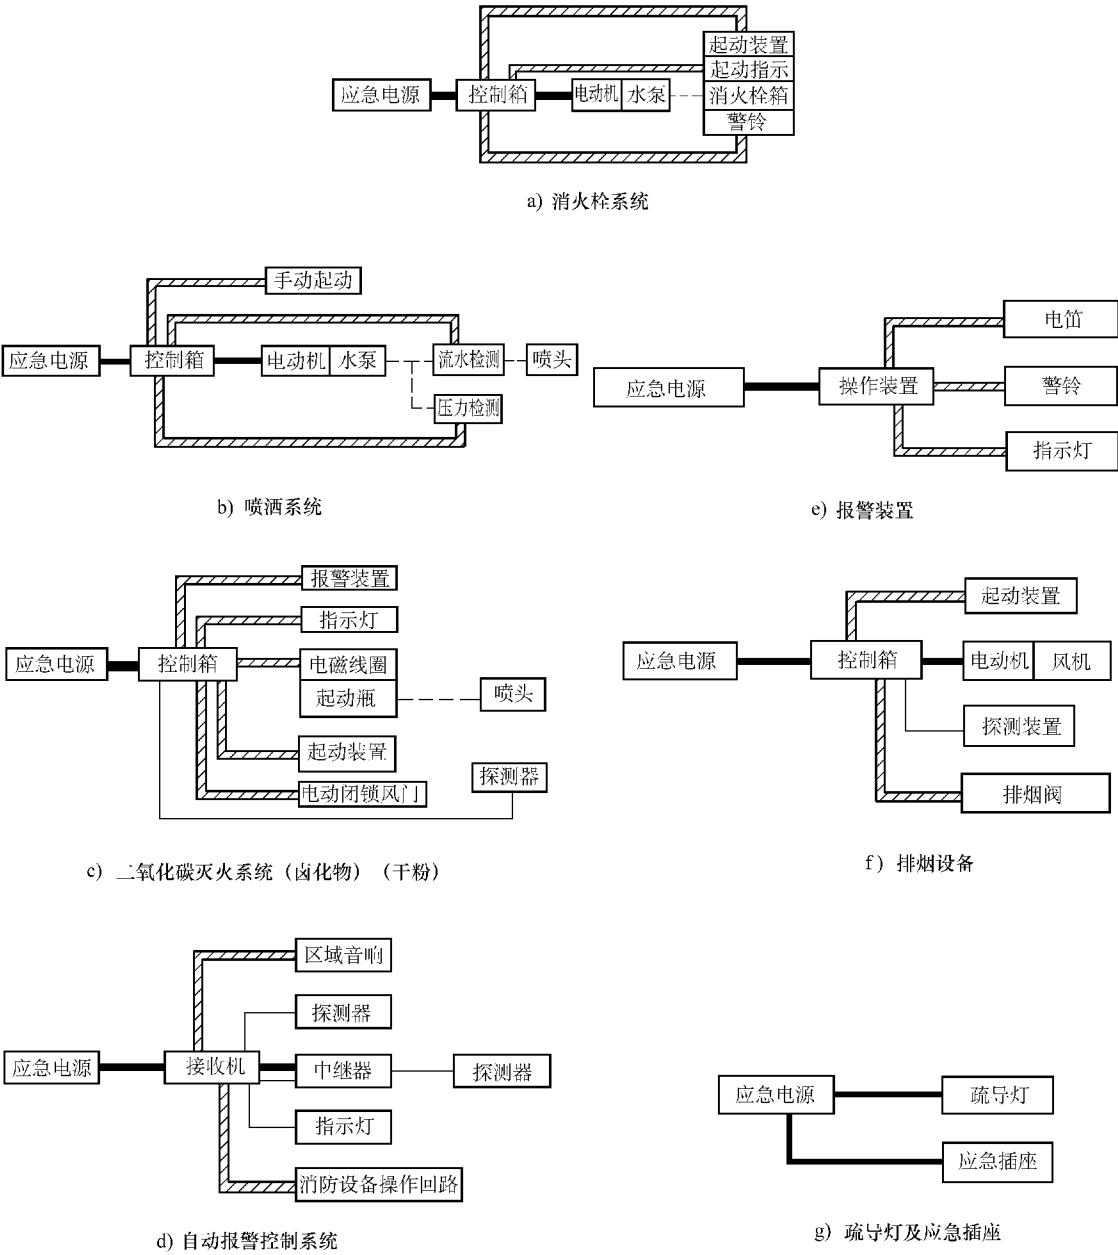 起动装置
起动指示
应急电源 控制箱 电动机 水泵 消火栓箱
警铃
a) 消火栓系统
手动起动
应急电源 控制箱 电动机 水泵 流水检测 喷头
压力检测
b) 喷洒系统
电笛
应急电源 操作装置 警铃
指示灯
e) 报警装置
报警装置
指示灯
应急电源 控制箱 电磁线圈
起动瓶 喷头
起动装置
探测器
电动闭锁风门
c) 二氧化碳灭火系统（卤化物）（干粉）
起动装置
应急电源 控制箱 电动机 风机
探测装置
排烟阀
f) 排烟设备
区域音响
探测器
应急电源 接收机 中继器 探测器
指示灯
消防设备操作回路
d) 自动报警控制系统
应急电源 疏导灯
应急插座
g) 疏导灯及应急插座